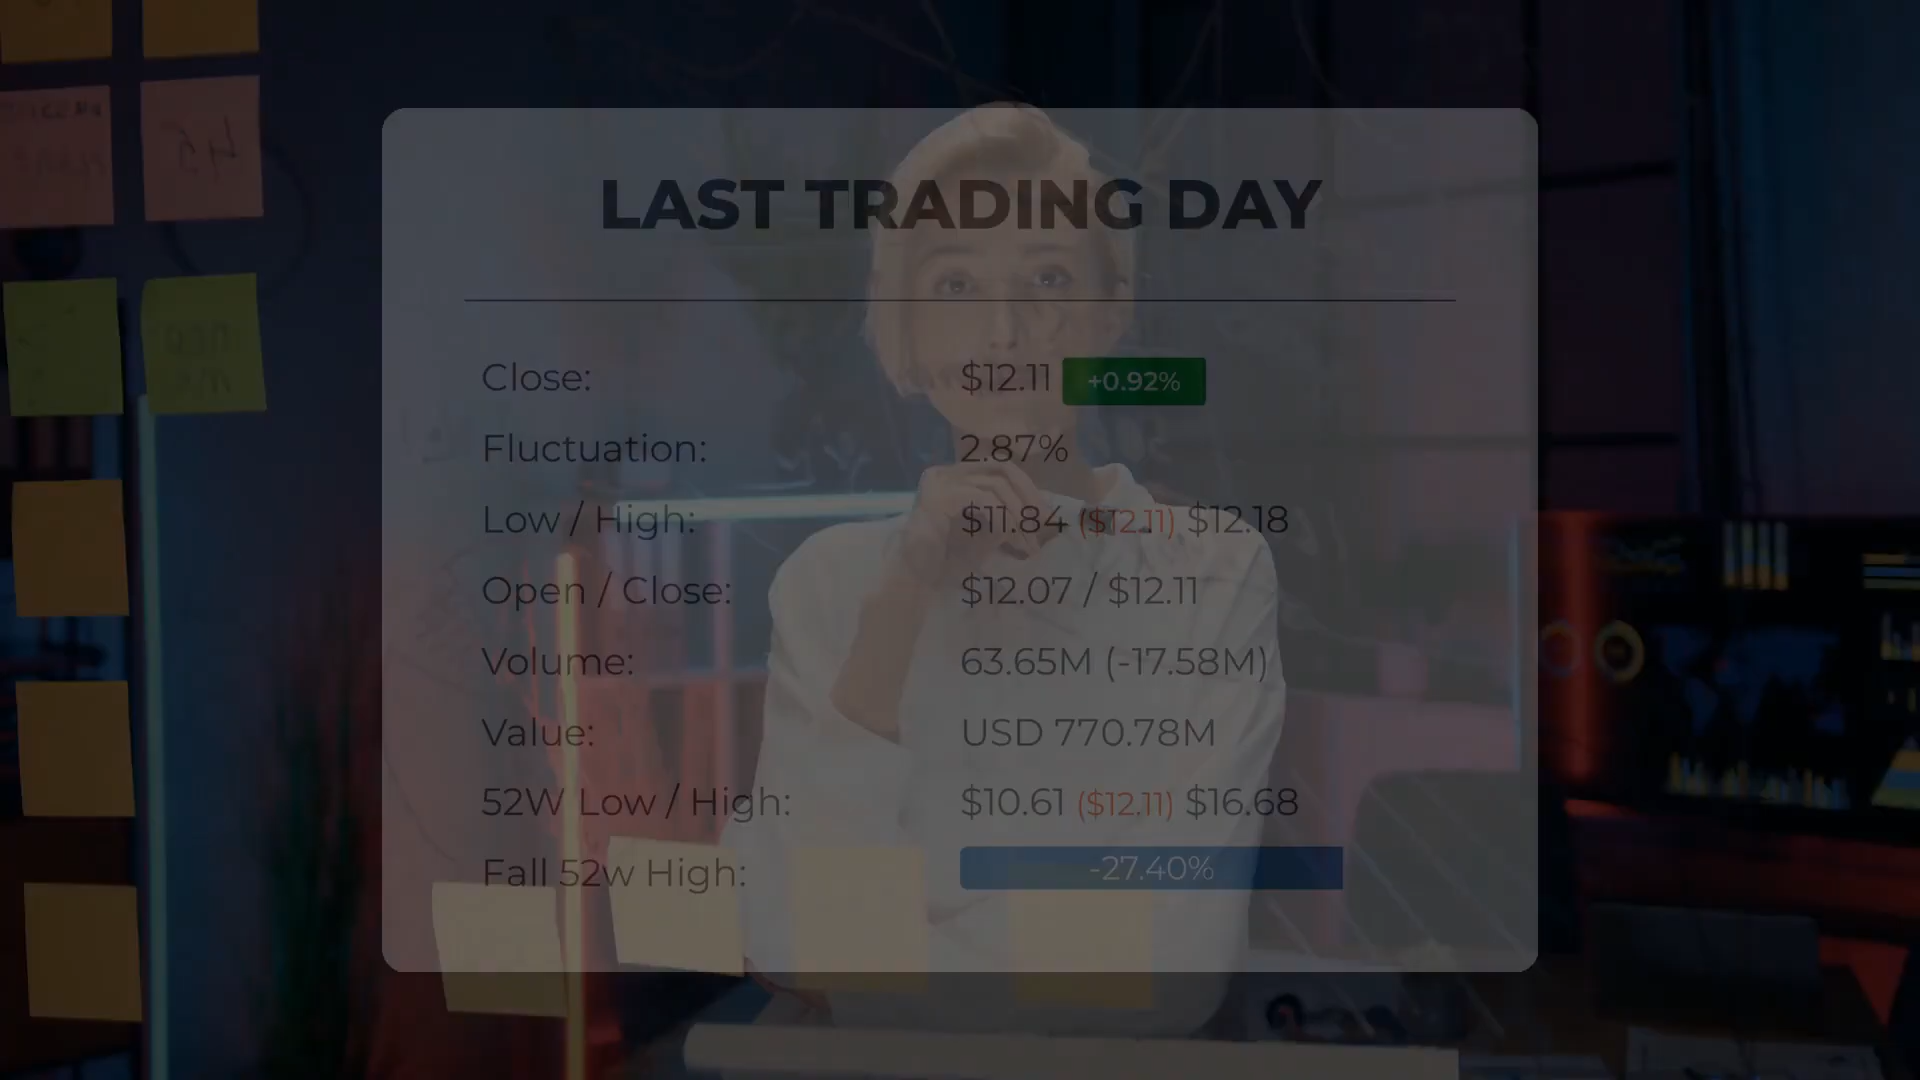 LAST TRADING DAY
Close: $12.11 +0.92%
Fluctuation: 2.87%
Low / High: $11.84 ($12.11) $12.18
Open / Close: $12.07 / $12.11
Volume: 63.65M (-17.58M)
Value: USD 770.78M
52W Low / High: $10.61 ($12.11) $16.68
Fall 52w High: -27.40%